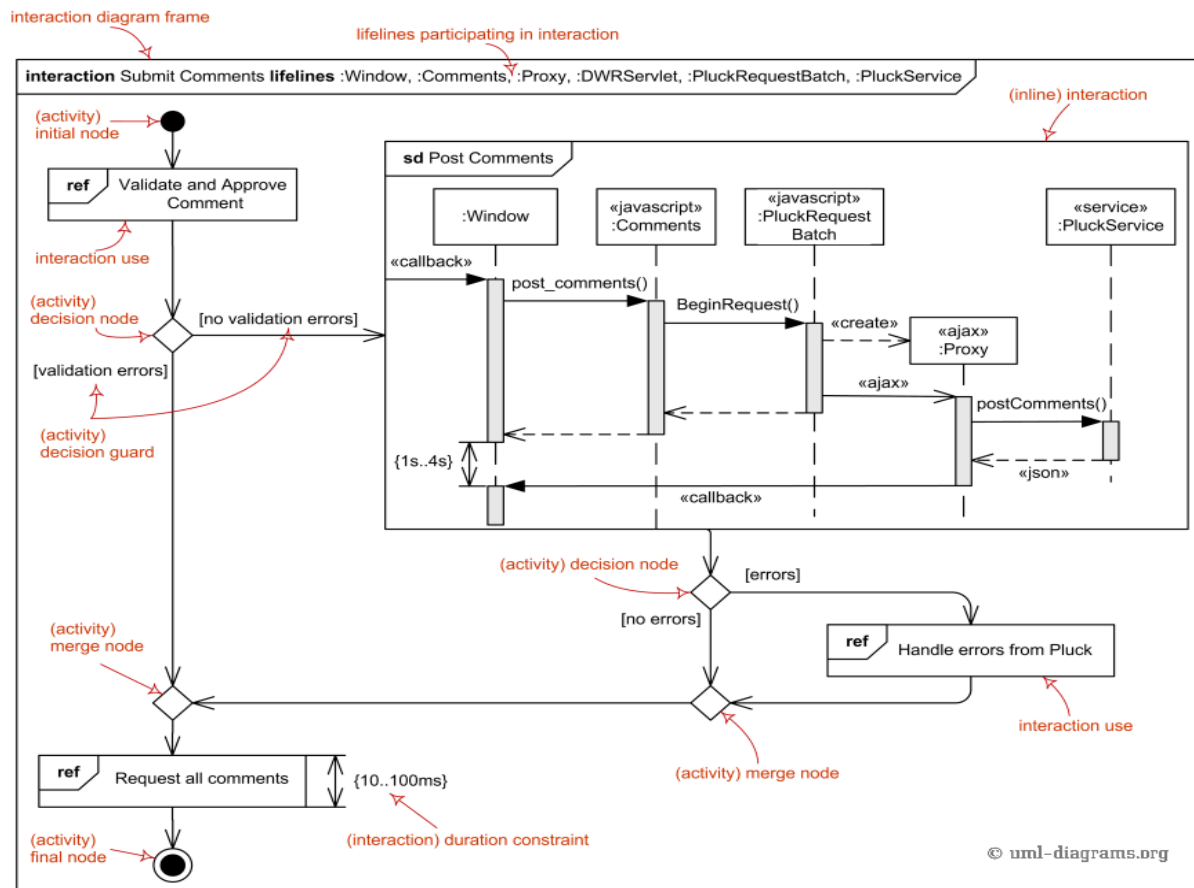 interaction diagram frame
lifelines participating in interaction
interaction Submit Comments lifelines :Window, :Comments, :Proxy, :DWRServlet, :PluckRequestBatch, :PluckService
(inline) interaction
(activity)
initial node
sd Post Comments
ref Validate and Approve
Comment
:Window
«javascript»
:Comments
«javascript»
:PluckRequest
Batch
«service»
:PluckService
interaction use
«callback»
post_comments()
(activity)
decision node
BeginRequest()
[no validation errors]
«create»
«ajax»
:Proxy
[validation errors]
«ajax»
postComments()
(activity)
decision guard
{1s..4s}
«json»
«callback»
(activity) decision node
[errors]
[no errors]
(activity)
merge node
ref Handle errors from Pluck
interaction use
ref Request all comments
{10..100ms}
(activity) merge node
(activity)
final node
(interaction) duration constraint
© uml-diagrams.org